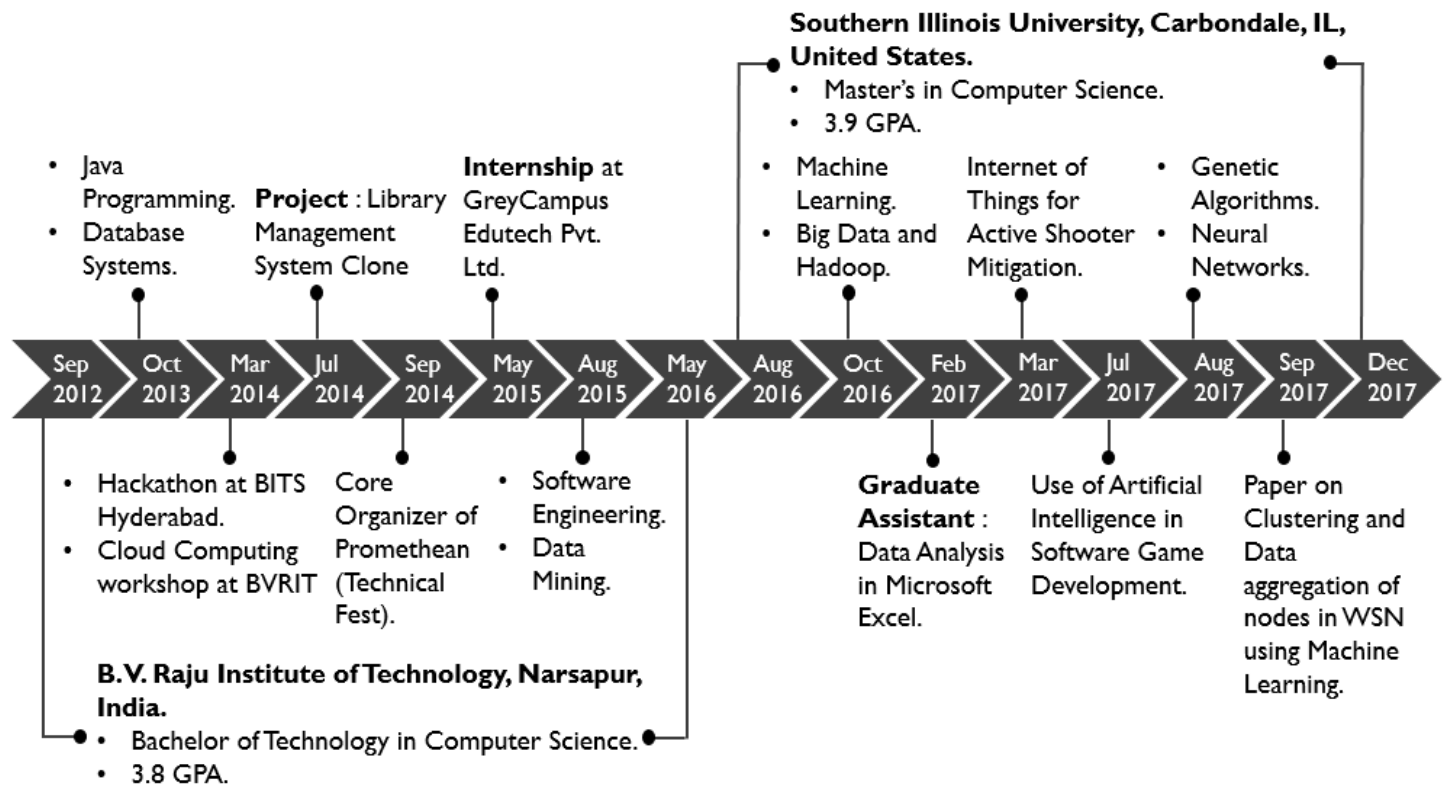 Southern Illinois University, Carbondale, IL,
United States.
• Master's in Computer Science.
• 3.9 GPA.
• Java
Programming.
• Database
Systems.
Project : Library
Management
System Clone
Internship at
GreyCampus
Edutech Pvt.
Ltd.
• Machine
Learning.
• Big Data and
Hadoop.
Internet of
Things for
Active Shooter
Mitigation.
• Genetic
Algorithms.
• Neural
Networks.
Sep
2012
Oct
2013
Mar
2014
Jul
2014
Sep
2014
May
2015
Aug
2015
May
2016
Aug
2016
Oct
2016
Feb
2017
Mar
2017
Jul
2017
Aug
2017
Sep
2017
Dec
2017
• Hackathon at BITS
Hyderabad.
• Cloud Computing
workshop at BVRIT
Core
Organizer of
Promethean
(Technical
Fest).
• Software
Engineering.
• Data
Mining.
Graduate
Assistant :
Data Analysis
in Microsoft
Excel.
Use of Artificial
Intelligence in
Software Game
Development.
Paper on
Clustering and
Data
aggregation of
nodes in WSN
using Machine
Learning.
B.V. Raju Institute of Technology, Narsapur,
India.
• Bachelor of Technology in Computer Science.
• 3.8 GPA.